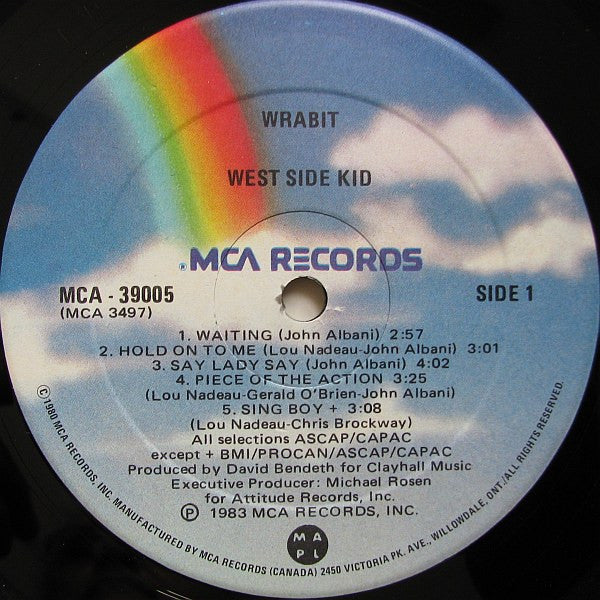 WRABIT
WEST SIDE KID
®MCA RECORDS
MCA - 39005
(MCA 3497)
SIDE 1
1. WAITING (John Albani) 2:57
2. HOLD ON TO ME (Lou Nadeau-John Albani) 3:01
3. SAY LADY SAY (John Albani) 4:02
4. PIECE OF THE ACTION 3:25
(Lou Nadeau-Gerald O'Brien-John Albani)
5. SING BOY + 3:08
(Lou Nadeau-Chris Brockway)
All selections ASCAP/CAPAC
except + BMI/PROCAN/ASCAP/CAPAC
Produced by David Bendeth for Clayhall Music
Executive Producer: Michael Rosen
for Attitude Records, Inc.
Ⓟ 1983 MCA RECORDS, INC.
M A
P L
©1980 MCA RECORDS, INC. MANUFACTURED BY MCA RECORDS (CANADA) 2450 VICTORIA PK. AVE., WILLOWDALE, ONT./ALL RIGHTS RESERVED.